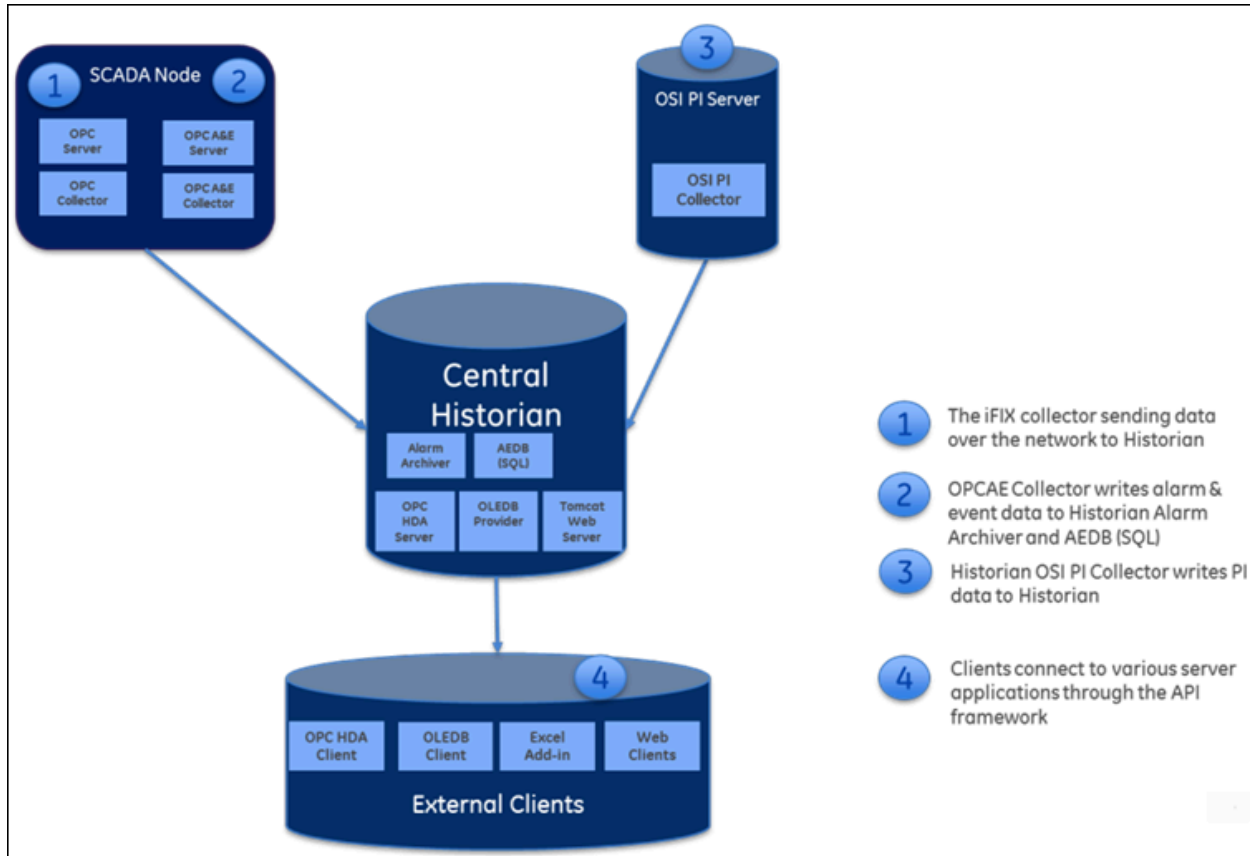 1
SCADA Node
2
OPC
Server
OPC A&E
Server
OPC
Collector
OPC A&E
Collector
3
OSI PI Server
OSI PI
Collector
Central
Historian
Alarm
Archiver
AEDB
(SQL)
OPC
HDA
Server
OLEDB
Provider
Tomcat
Web
Server
4
OPC HDA
Client
OLEDB
Client
Excel
Add-in
Web
Clients
External Clients
1
The iFIX collector sending data
over the network to Historian
2
OPCAE Collector writes alarm &
event data to Historian Alarm
Archiver and AEDB (SQL)
3
Historian OSI PI Collector writes PI
data to Historian
4
Clients connect to various server
applications through the API
framework